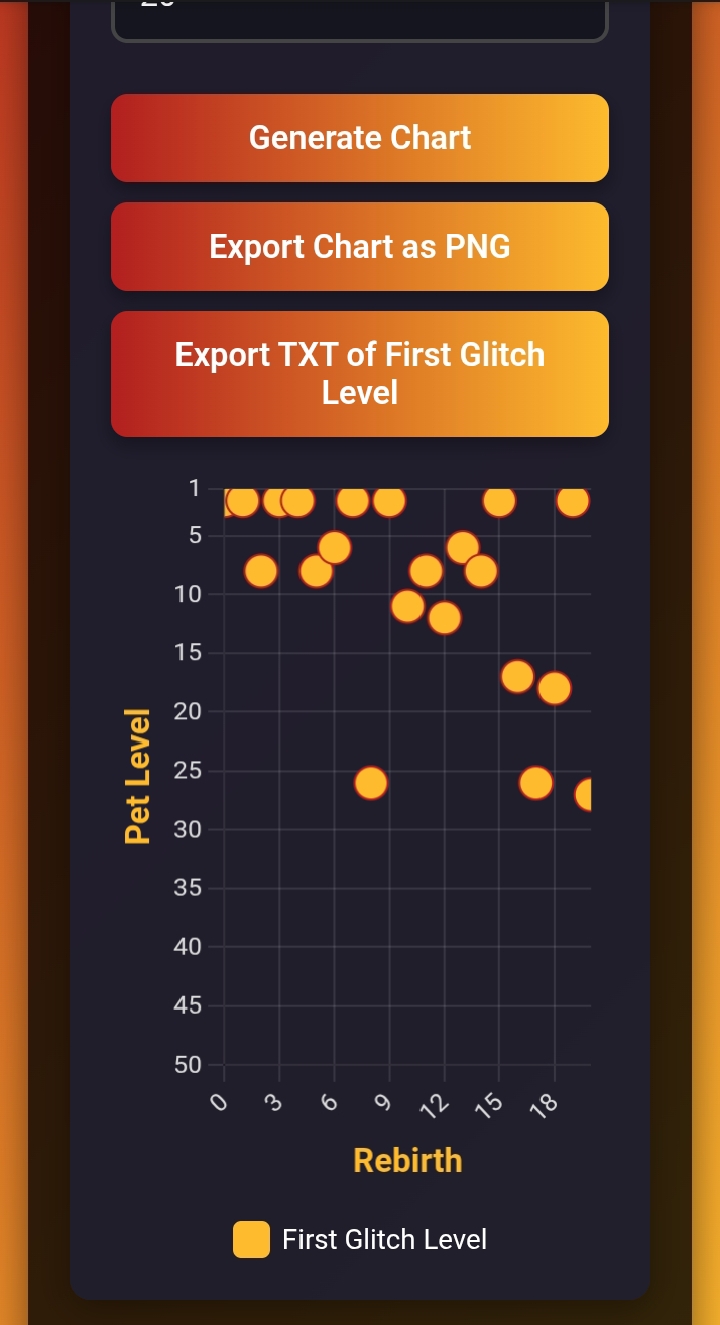 Generate Chart
Export Chart as PNG
Export TXT of First Glitch
Level
1
5
10
15
20
25
30
35
40
45
50
Pet Level
0 3 6 9 12 15 18
Rebirth
First Glitch Level